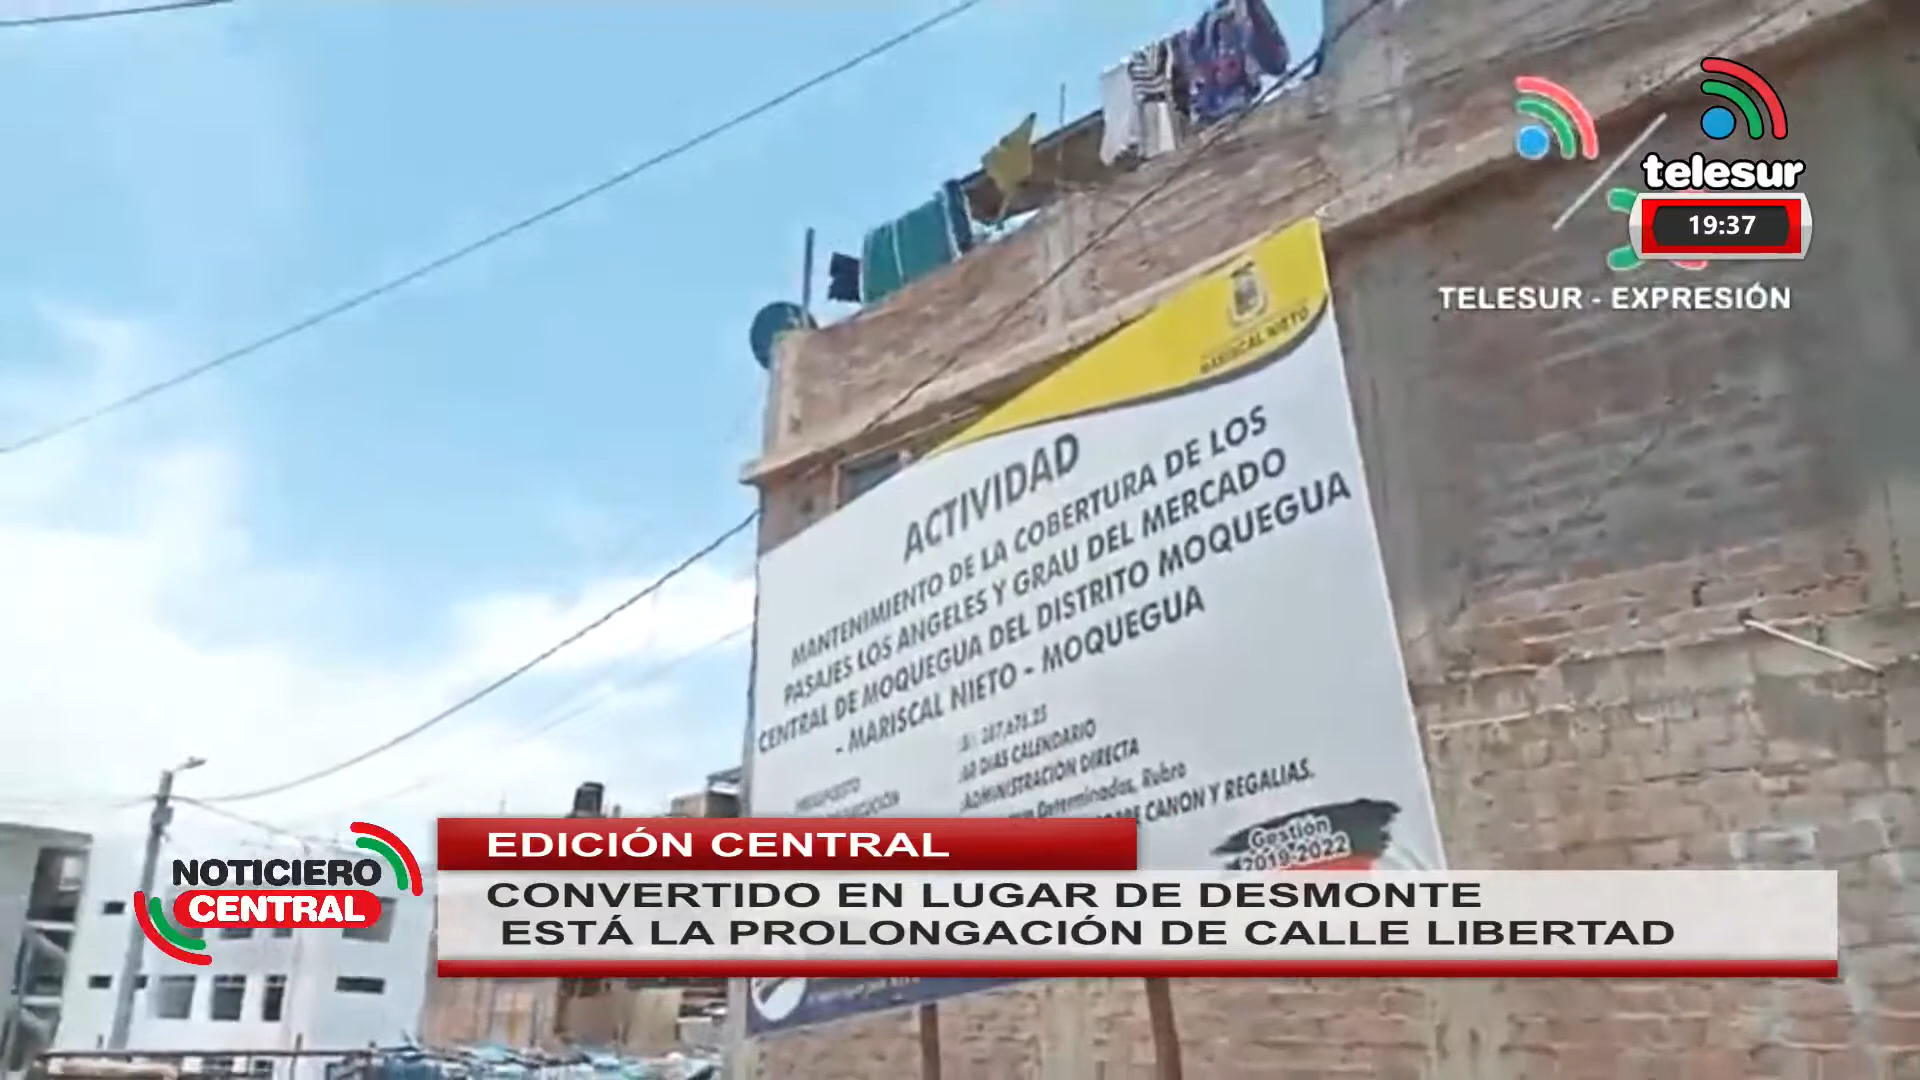 telesur
19:37
TELESUR - EXPRESIÓN
MARISCAL NIETO
ACTIVIDAD
MANTENIMIENTO DE LA COBERTURA DE LOS
PASAJES LOS ANGELES Y GRAU DEL MERCADO
CENTRAL DE MOQUEGUA DEL DISTRITO MOQUEGUA
- MARISCAL NIETO - MOQUEGUA
DIAS CALENDARIO
ADMINISTRACION DIRECTA
Determinados, Rubro
CANON Y REGALIAS.
Gestión
2019-2022
NOTICIERO
CENTRAL
EDICIÓN CENTRAL
CONVERTIDO EN LUGAR DE DESMONTE
ESTÁ LA PROLONGACIÓN DE CALLE LIBERTAD